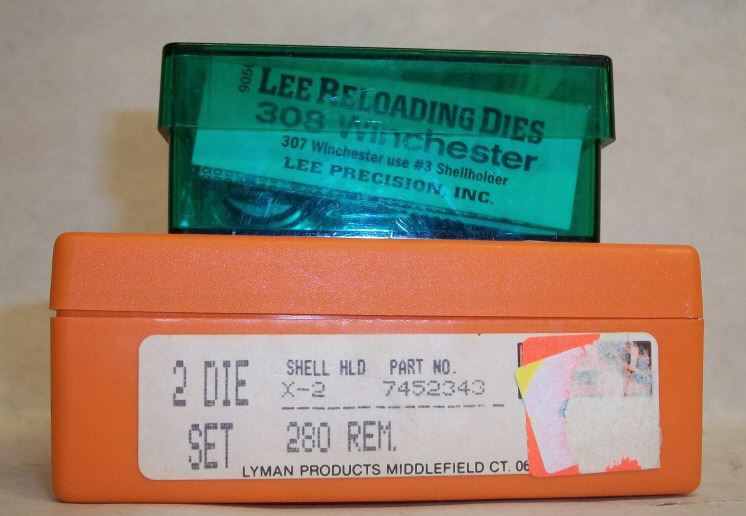 LEE RELOADING DIES
308 Winchester
307 Winchester use #3 Shellholder
LEE PRECISION, INC.
2 DIE SET
SHELL HLD PART NO.
X-2 7452343
280 REM.
LYMAN PRODUCTS MIDDLEFIELD CT. 06